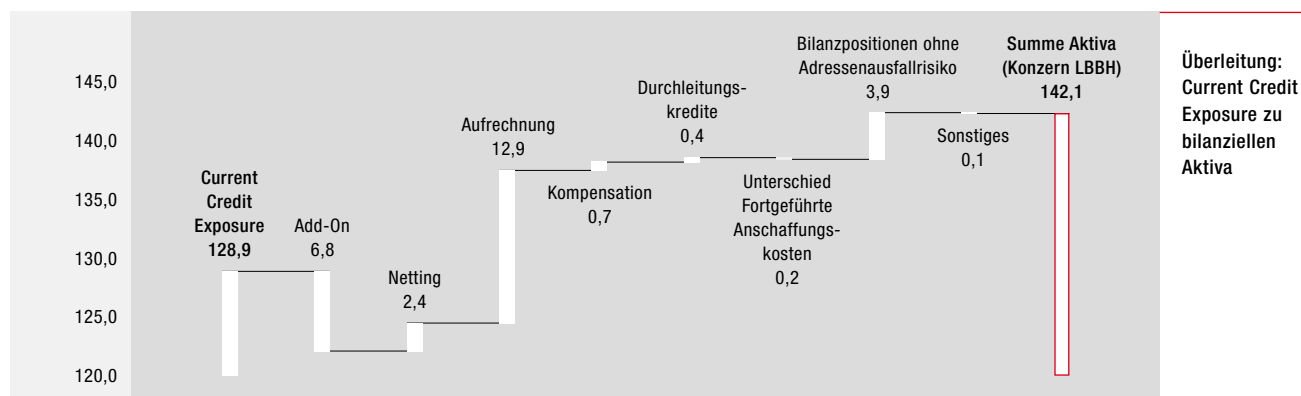 145,0
140,0
135,0
130,0
125,0
120,0
Current
Credit
Exposure
128,9
Add-On
6,8
Netting
2,4
Aufrechnung
12,9
Kompensation
0,7
Durchleitungs-
kredite
0,4
Unterschied
Fortgeführte
Anschaffungs-
kosten
0,2
Bilanzpositionen ohne
Adressenausfallrisiko
3,9
Sonstiges
0,1
Summe Aktiva
(Konzern LBBH)
142,1
Überleitung:
Current Credit
Exposure zu
bilanziellen
Aktiva